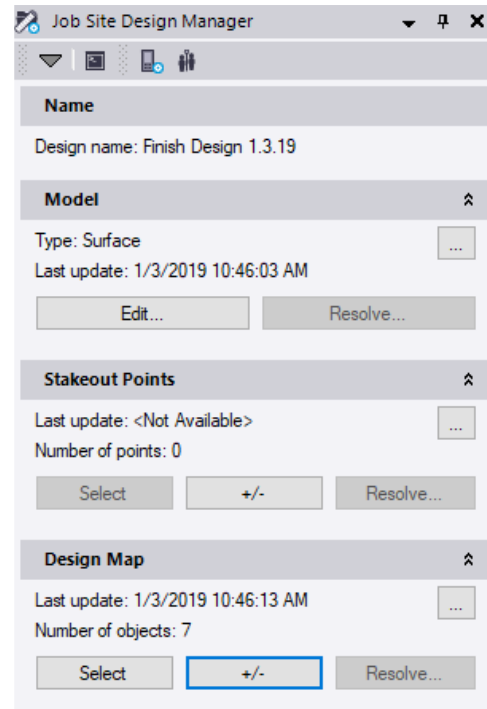 Job Site Design Manager
Name
Design name: Finish Design 1.3.19
Model
Type: Surface
...
Last update: 1/3/2019 10:46:03 AM
Edit...
Resolve...
Stakeout Points
Last update: <Not Available>
...
Number of points: 0
Select
+/-
Resolve...
Design Map
Last update: 1/3/2019 10:46:13 AM
...
Number of objects: 7
Select
+/-
Resolve...